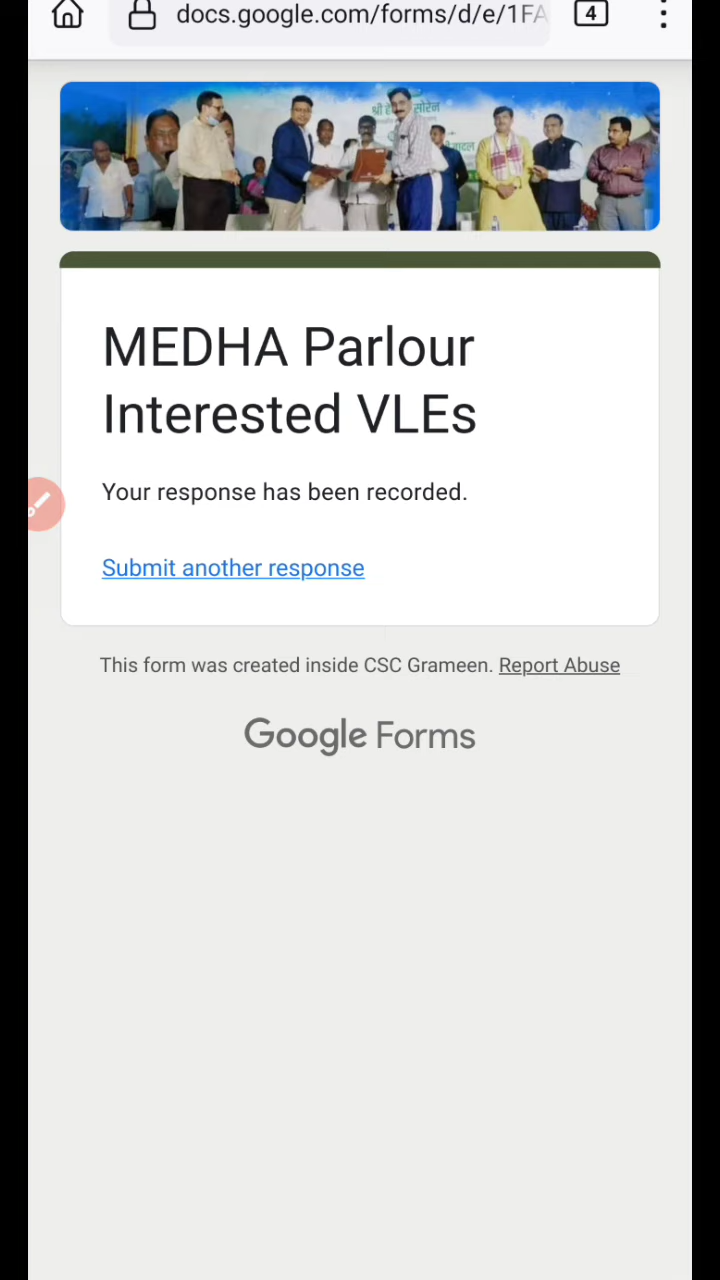 docs.google.com/forms/d/e/1FA
4
श्री हे सोरेन
MEDHA Parlour
Interested VLEs
Your response has been recorded.
Submit another response
This form was created inside CSC Grameen. Report Abuse
Google Forms